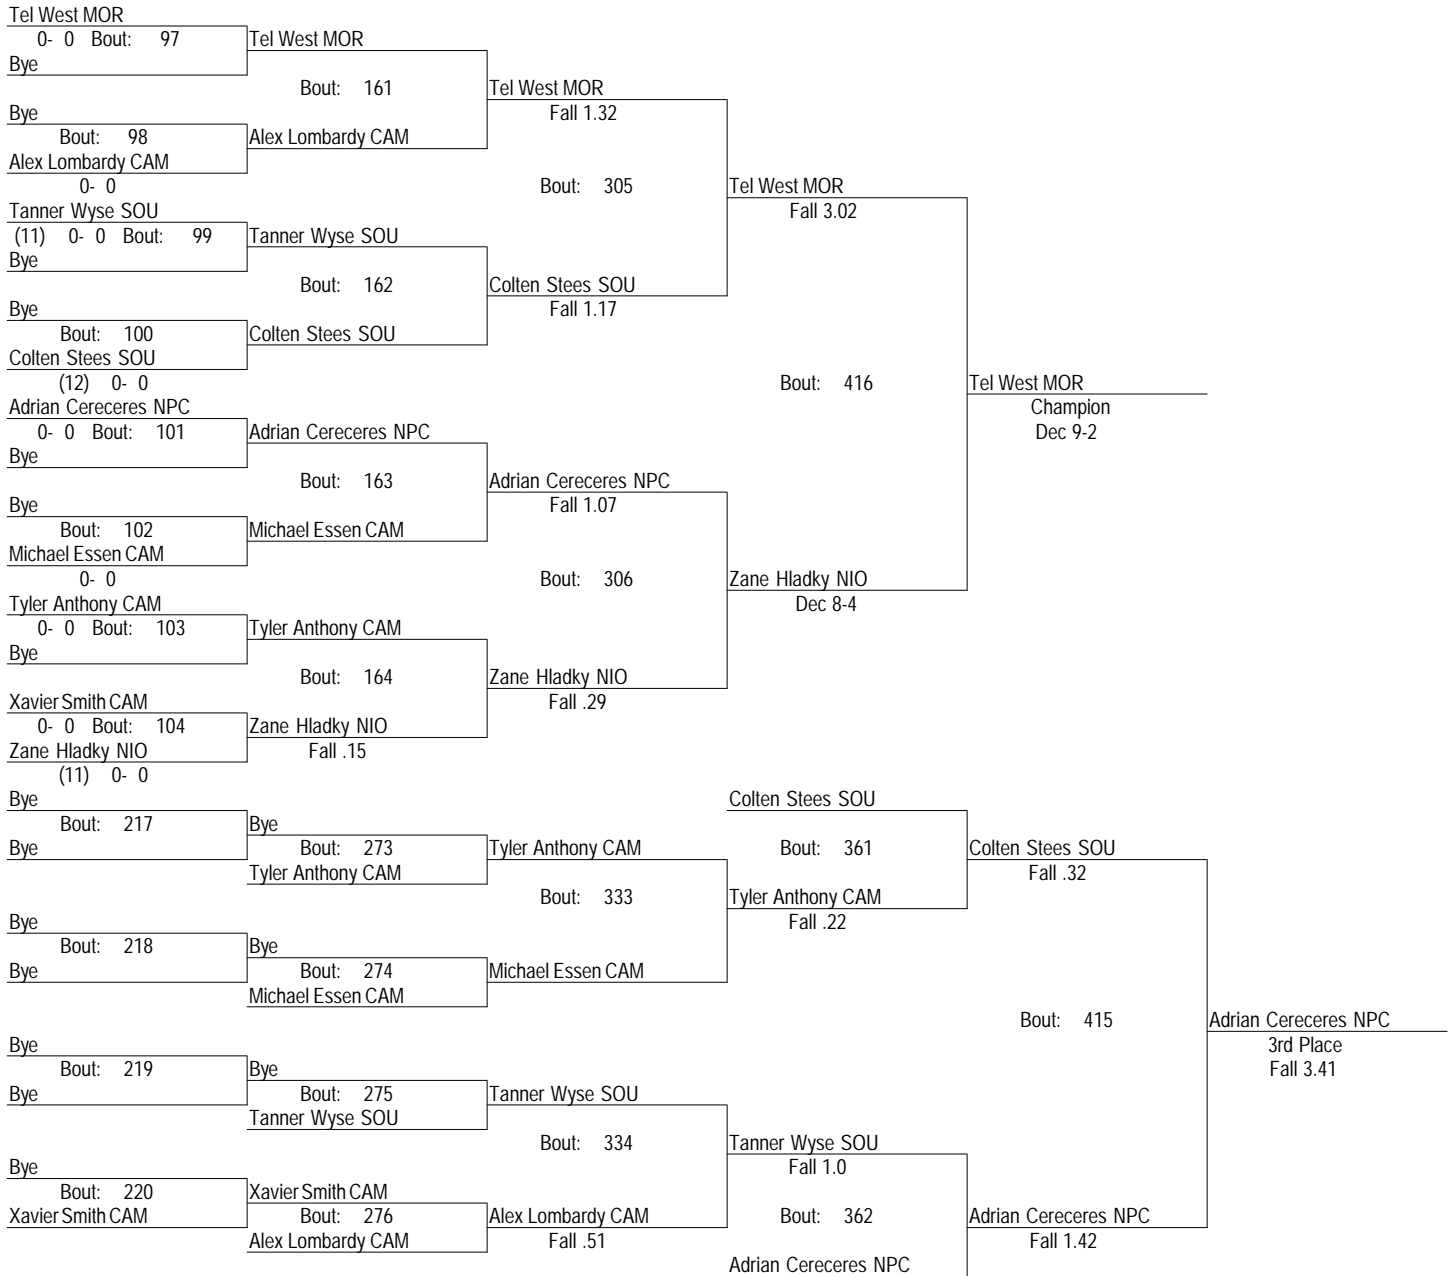 Tel West MOR
0- 0 Bout: 97
Tel West MOR
Bye
Bout: 161
Tel West MOR
Fall 1.32
Bye
Bout: 98
Alex Lombardy CAM
Alex Lombardy CAM
0- 0
Bout: 305
Tel West MOR
Fall 3.02
Tanner Wyse SOU
(11) 0- 0 Bout: 99
Tanner Wyse SOU
Bye
Bout: 162
Colten Stees SOU
Fall 1.17
Bye
Bout: 100
Colten Stees SOU
Colten Stees SOU
(12) 0- 0
Bout: 416
Tel West MOR
Champion
Dec 9-2
Adrian Cereceres NPC
0- 0 Bout: 101
Adrian Cereceres NPC
Bye
Bout: 163
Adrian Cereceres NPC
Fall 1.07
Bye
Bout: 102
Michael Essen CAM
Michael Essen CAM
0- 0
Bout: 306
Zane Hladky NIO
Dec 8-4
Tyler Anthony CAM
0- 0 Bout: 103
Tyler Anthony CAM
Bye
Bout: 164
Zane Hladky NIO
Fall .29
Xavier Smith CAM
0- 0 Bout: 104
Zane Hladky NIO
Fall .15
Zane Hladky NIO
(11) 0- 0
Bye
Bout: 217
Bye
Bye
Bout: 273
Tyler Anthony CAM
Tyler Anthony CAM
Colten Stees SOU
Bout: 361
Colten Stees SOU
Fall .32
Bout: 333
Tyler Anthony CAM
Fall .22
Bye
Bout: 218
Bye
Bye
Bout: 274
Michael Essen CAM
Michael Essen CAM
Bout: 415
Adrian Cereceres NPC
3rd Place
Fall 3.41
Bye
Bout: 219
Bye
Bye
Bout: 275
Tanner Wyse SOU
Tanner Wyse SOU
Bout: 334
Tanner Wyse SOU
Fall 1.0
Bye
Bout: 220
Xavier Smith CAM
Xavier Smith CAM
Bout: 276
Alex Lombardy CAM
Alex Lombardy CAM
Fall .51
Bout: 362
Adrian Cereceres NPC
Fall 1.42
Adrian Cereceres NPC